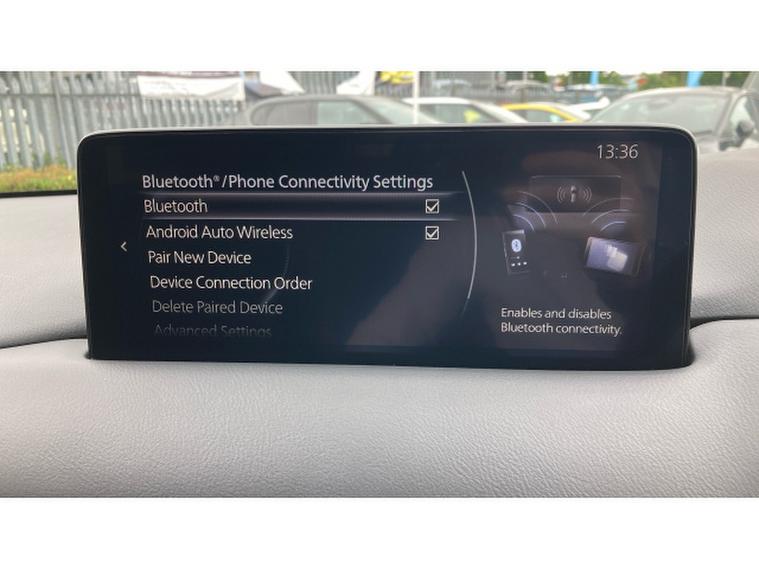 13:36
Bluetooth®/Phone Connectivity Settings
Bluetooth
Android Auto Wireless
Pair New Device
Device Connection Order
Delete Paired Device
Advanced Settings
Enables and disables
Bluetooth connectivity.